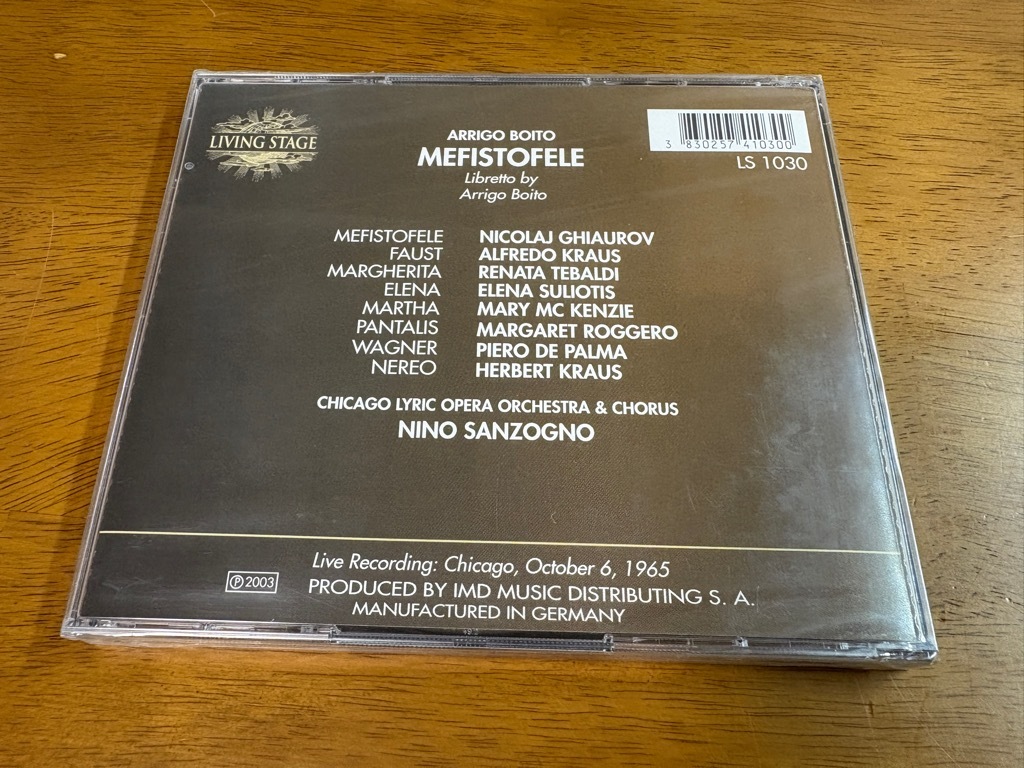 LIVING STAGE
ARRIGO BOITO
MEFISTOFELE
Libretto by
Arrigo Boito
3 830257 410300
LS 1030
MEFISTOFELE NICOLAJ GHIAUROV
FAUST ALFREDO KRAUS
MARGHERITA RENATA TEBALDI
ELENA ELENA SULIOTIS
MARTHA MARY MC KENZIE
PANTALIS MARGARET ROGGERO
WAGNER PIERO DE PALMA
NEREO HERBERT KRAUS
CHICAGO LYRIC OPERA ORCHESTRA & CHORUS
NINO SANZOGNO
Live Recording: Chicago, October 6, 1965
℗ 2003
PRODUCED BY IMD MUSIC DISTRIBUTING S. A.
MANUFACTURED IN GERMANY